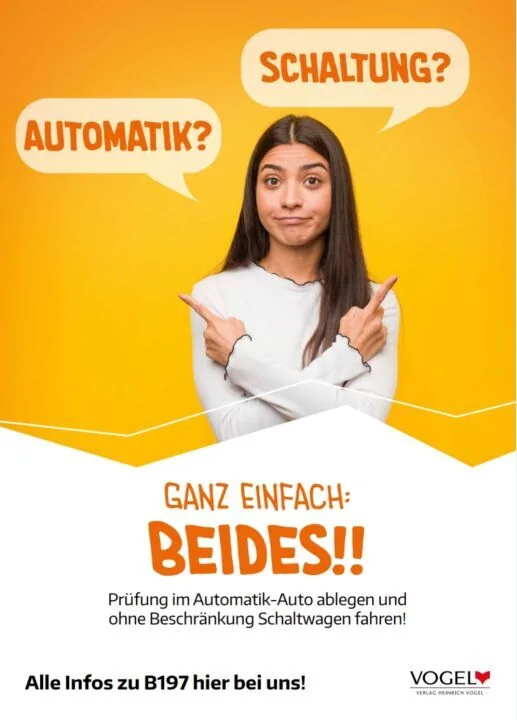 SCHALTUNG?
AUTOMATIK?
GANZ EINFACH:
BEIDES!!
Prüfung im Automatik-Auto ablegen und
ohne Beschränkung Schaltwagen fahren!
Alle Infos zu B197 hier bei uns!
VOGEL
VERLAG HEINRICH VOGEL